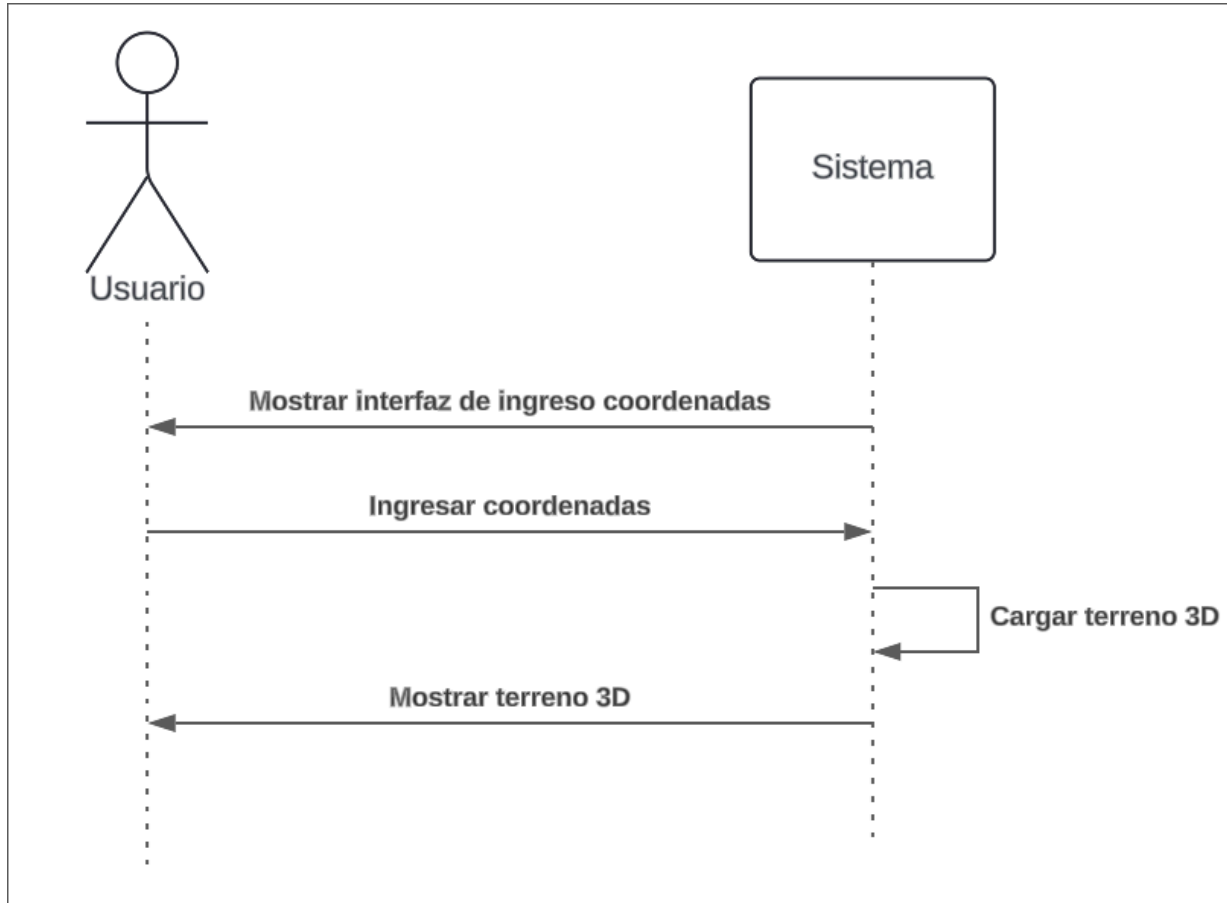 Sistema
Usuario
Mostrar interfaz de ingreso coordenadas
Ingresar coordenadas
Cargar terreno 3D
Mostrar terreno 3D